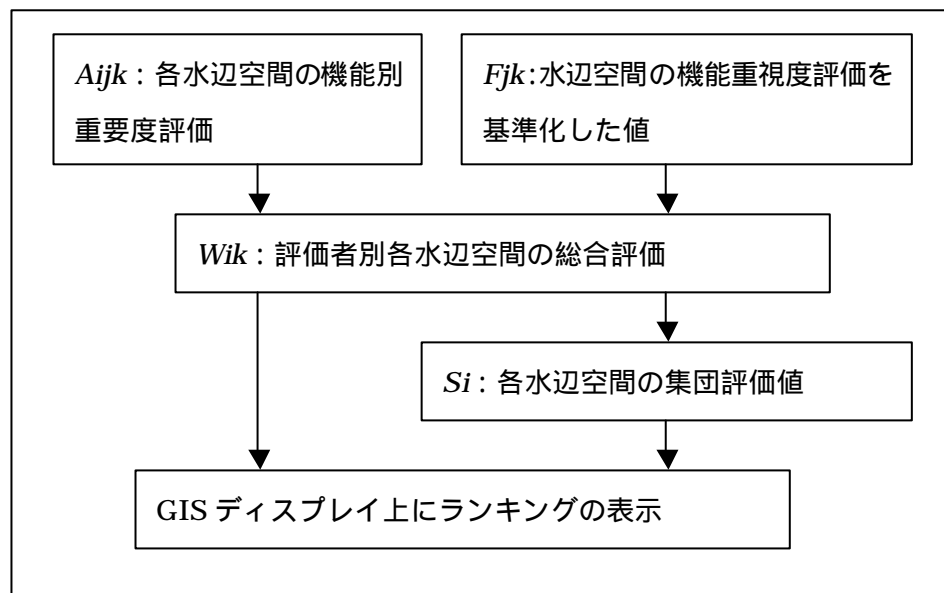 Aijk：各水辺空間の機能別
重要度評価
Fjk：水辺空間の機能重視度評価を
基準化した値
Wik：評価者別各水辺空間の総合評価
Si：各水辺空間の集団評価値
GIS ディスプレイ上にランキングの表示